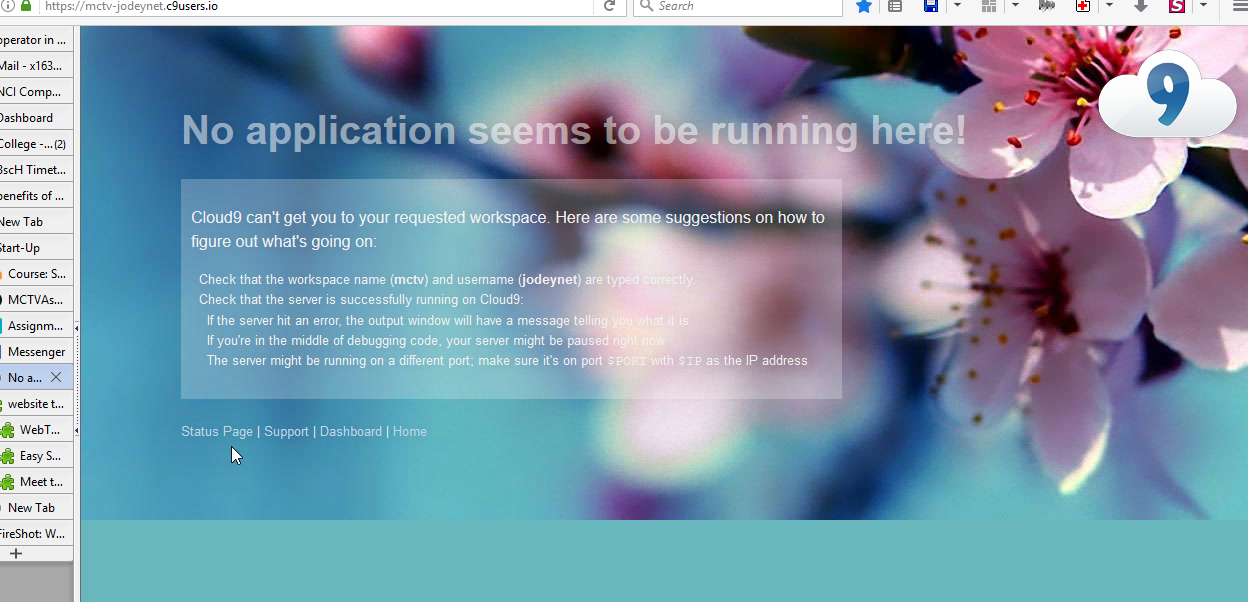 https://mctv-jodeynet.c9users.io
Search
operator in ...
Mail - x163...
NCI Comp...
Dashboard
College -...(2)
BscH Timet...
benefits of ...
New Tab
Start-Up
Course: S...
MCTVAs...
Assignm...
Messenger
No a...
website t...
WebT...
Easy S...
Meet t...
New Tab
FireShot: W...
9
No application seems to be running here!
Cloud9 can't get you to your requested workspace. Here are some suggestions on how to
figure out what's going on:
Check that the workspace name (mctv) and username (jodeynet) are typed correctly.
Check that the server is successfully running on Cloud9:
If the server hit an error, the output window will have a message telling you what it is
If you're in the middle of debugging code, your server might be paused right now
The server might be running on a different port; make sure it's on port $PORT with $IP as the IP address
Status Page | Support | Dashboard | Home